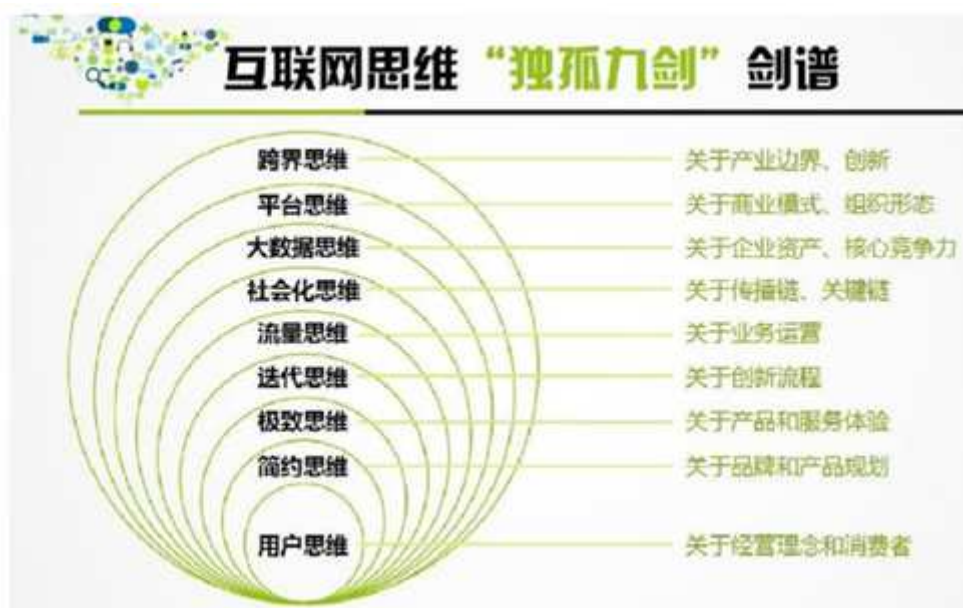 互联网思维“独孤九剑”剑谱
跨界思维 关于产业边界、创新
平台思维 关于商业模式、组织形态
大数据思维 关于企业资产、核心竞争力
社会化思维 关于传播链、关键链
流量思维 关于业务运营
迭代思维 关于创新流程
极致思维 关于产品和服务体验
简约思维 关于品牌和产品规划
用户思维 关于经营理念和消费者